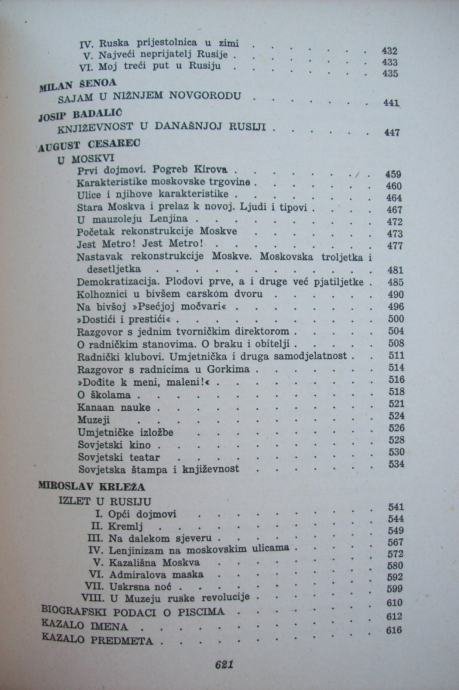 IV. Ruska prijestolnica u zimi . . . . . . 432
V. Najveći neprijatelj Rusije . . . . . . . 433
VI. Moj treći put u Rusiju . . . . . . . 435
MILAN ŠENOA
SAJAM U NIŽNJEM NOVGORODU . . . . . . 441
JOSIP BADALIĆ
KNJIŽEVNOST U DANAŠNJOJ RUSIJI . . . . . 447
AUGUST CESAREC
U MOSKVI
Prvi dojmovi. Pogreb Kirova . . . . . . . 459
Karakteristike moskovske trgovine . . . . . . 460
Ulice i njihove karakteristike . . . . . . . 464
Stara Moskva i prelaz k novoj. Ljudi i tipovi . . . . 467
U mauzoleju Lenjina . . . . . . . . 472
Početak rekonstrukcije Moskve . . . . . . 473
Jest Metro! Jest Metro! . . . . . . . 477
Nastavak rekonstrukcije Moskve. Moskovska troljetka i
desetljetka . . . . . . . . . 481
Demokratizacija. Plodovi prve, a i druge već pjatiljetke . 485
Kolhoznici u bivšem carskom dvoru . . . . . 490
Na bivšoj »Psećjoj močvari« . . . . . . . 496
»Dostići i prestići« . . . . . . . . 500
Razgovor s jednim tvorničkim direktorom . . . . 504
O radničkim stanovima. O braku i obitelji . . . . 508
Radnički klubovi. Umjetnička i druga samodjelatnost . . 511
Razgovor s radnicima u Gorkima . . . . . . 514
»Dođite k meni, maleni!« . . . . . . . 516
O školama . . . . . . . . . . 518
Kanaan nauke . . . . . . . . . 521
Muzeji . . . . . . . . . . 524
Umjetničke izložbe . . . . . . . . 526
Sovjetski kino . . . . . . . . . 528
Sovjetski teatar . . . . . . . . . 530
Sovjetska štampa i književnost . . . . . . 534
MIROSLAV KRLEŽA
IZLET U RUSIJU
I. Opći dojmovi . . . . . . . . 541
II. Kremlj . . . . . . . . . 544
III. Na dalekom sjeveru . . . . . . . 549
IV. Lenjinizam na moskovskim ulicama . . . . 567
V. Kazališna Moskva . . . . . . . 572
VI. Admiralova maska . . . . . . . 580
VII. Uskrsna noć . . . . . . . . 592
VIII. U Muzeju ruske revolucije . . . . . . 599
BIOGRAFSKI PODACI O PISCIMA . . . . . . 610
KAZALO IMENA . . . . . . . . . 612
KAZALO PREDMETA . . . . . . . . . 616
621